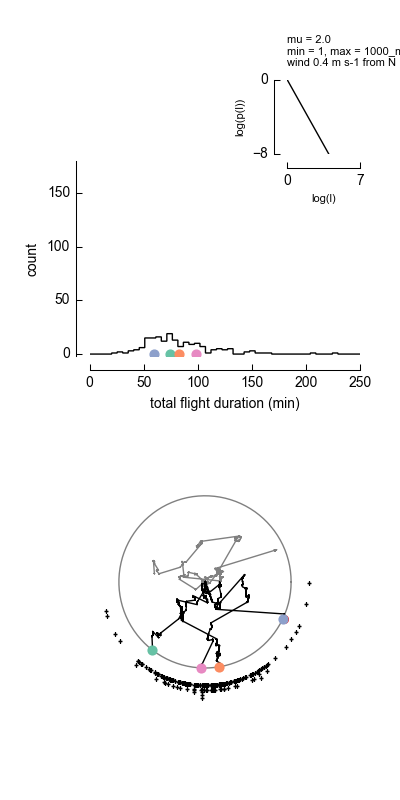 mu = 2.0
min = 1, max = 1000_m
wind 0.4 m s-1 from N
log(p(l))
0
−8
0
7
log(l)
count
150
100
50
0
0
50
100
150
200
250
total flight duration (min)